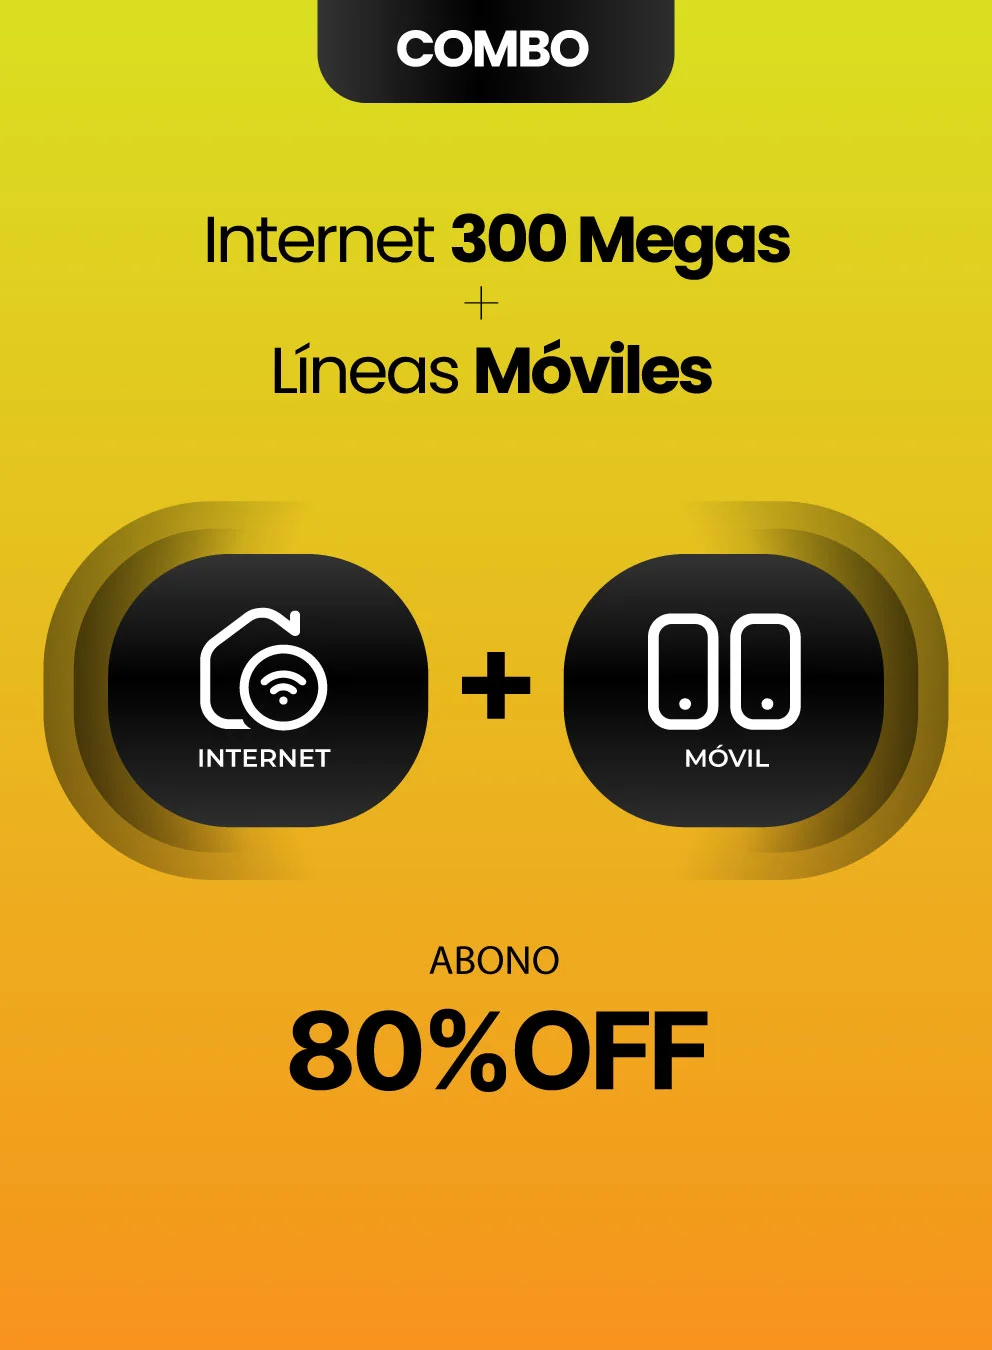 COMBO
Internet 300 Megas
+
Líneas Móviles
+
INTERNET
MÓVIL
ABONO
80%OFF